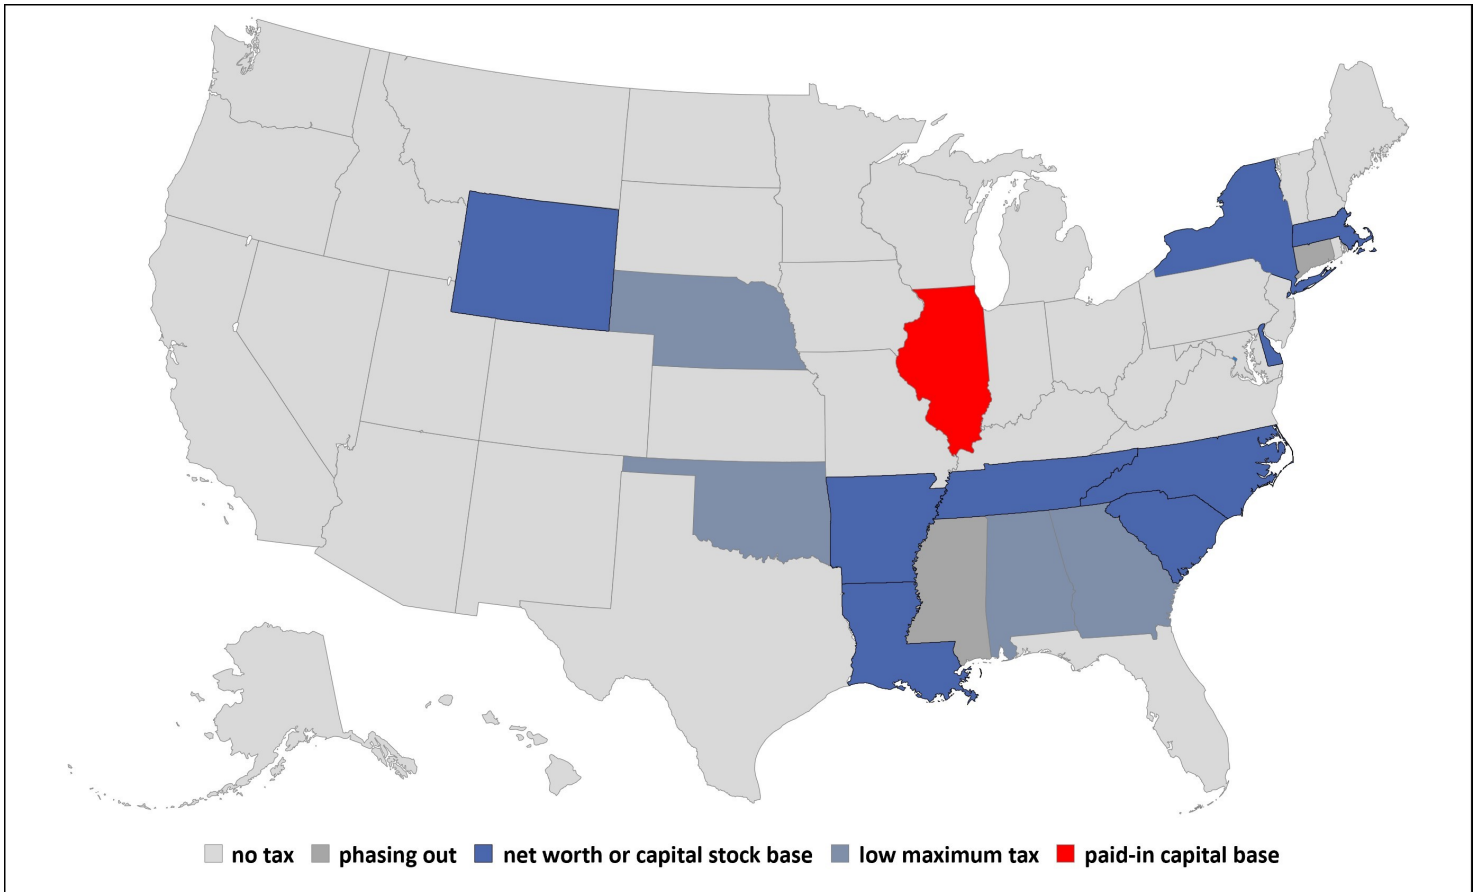 no tax phasing out net worth or capital stock base low maximum tax paid-in capital base